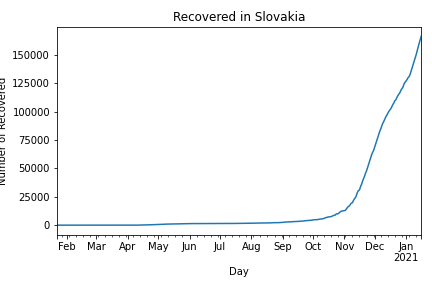 Recovered in Slovakia
Number of Recovered
150000
125000
100000
75000
50000
25000
0
Feb Mar Apr May Jun Jul Aug Sep Oct Nov Dec Jan
2021
Day